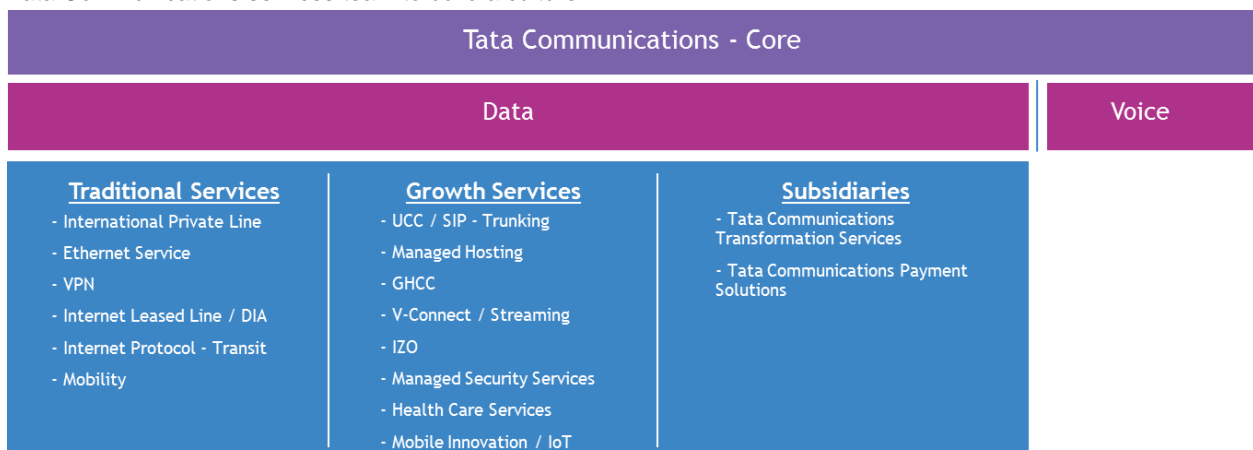 Tata Communications - Core
Data
Voice
Traditional Services
- International Private Line
- Ethernet Service
- VPN
- Internet Leased Line / DIA
- Internet Protocol - Transit
- Mobility
Growth Services
- UCC / SIP - Trunking
- Managed Hosting
- GHCC
- V-Connect / Streaming
- IZO
- Managed Security Services
- Health Care Services
- Mobile Innovation / IoT
Subsidiaries
- Tata Communications
Transformation Services
- Tata Communications Payment
Solutions